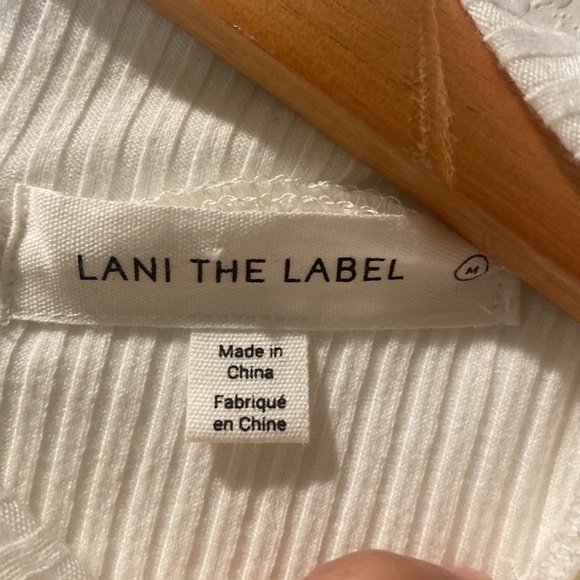 LANI THE LABEL M
Made in
China
Fabriqué
en Chine